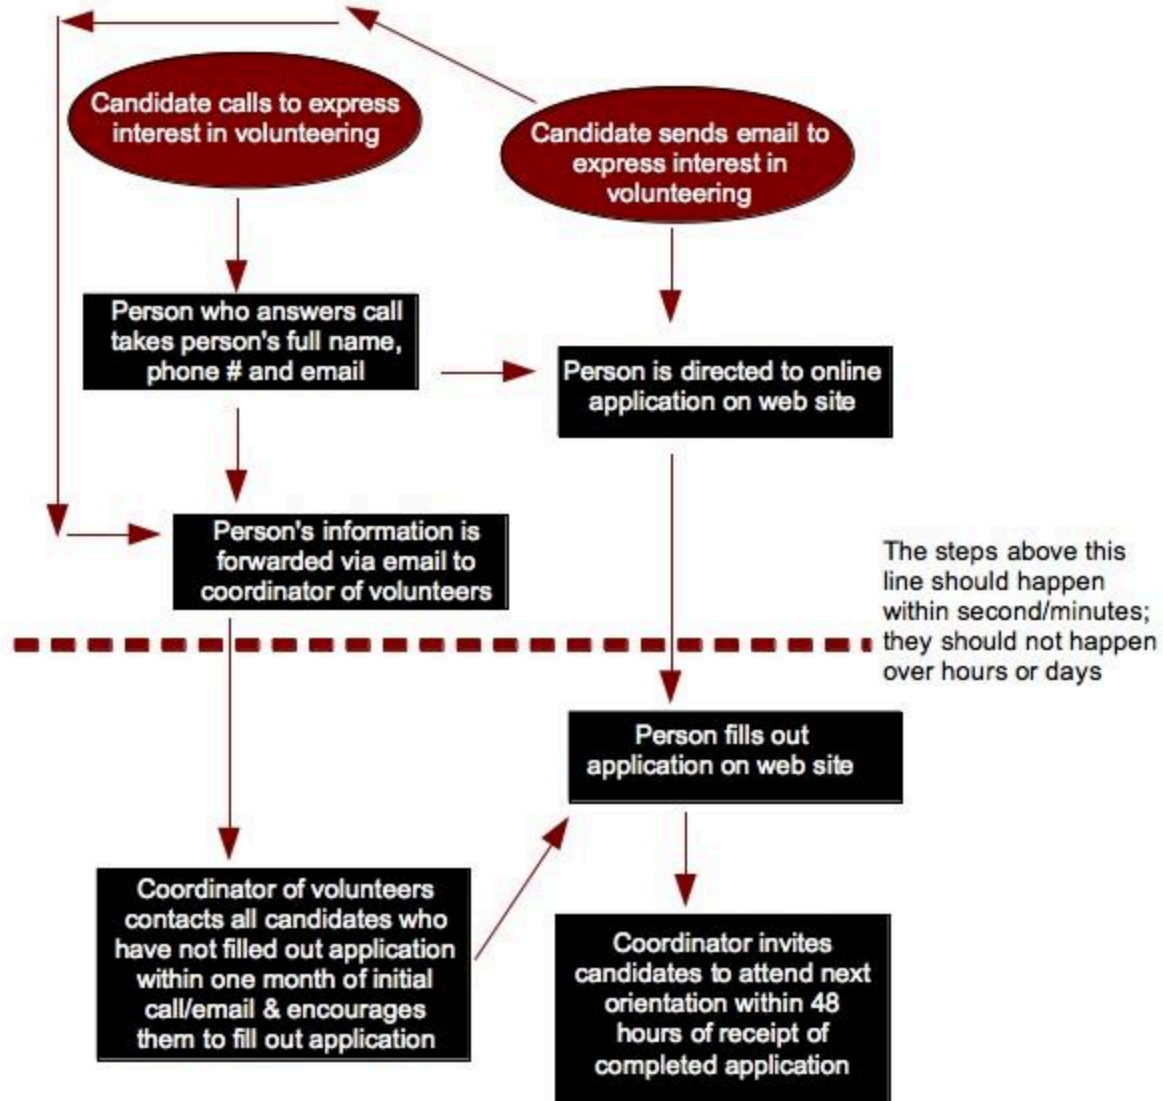 Candidate calls to express
interest in volunteering
Candidate sends email to
express interest in
volunteering
Person who answers call
takes person's full name,
phone # and email
Person is directed to online
application on web site
Person's information is
forwarded via email to
coordinator of volunteers
The steps above this
line should happen
within second/minutes;
they should not happen
over hours or days
Person fills out
application on web site
Coordinator of volunteers
contacts all candidates who
have not filled out application
within one month of initial
call/email & encourages
them to fill out application
Coordinator invites
candidates to attend next
orientation within 48
hours of receipt of
completed application